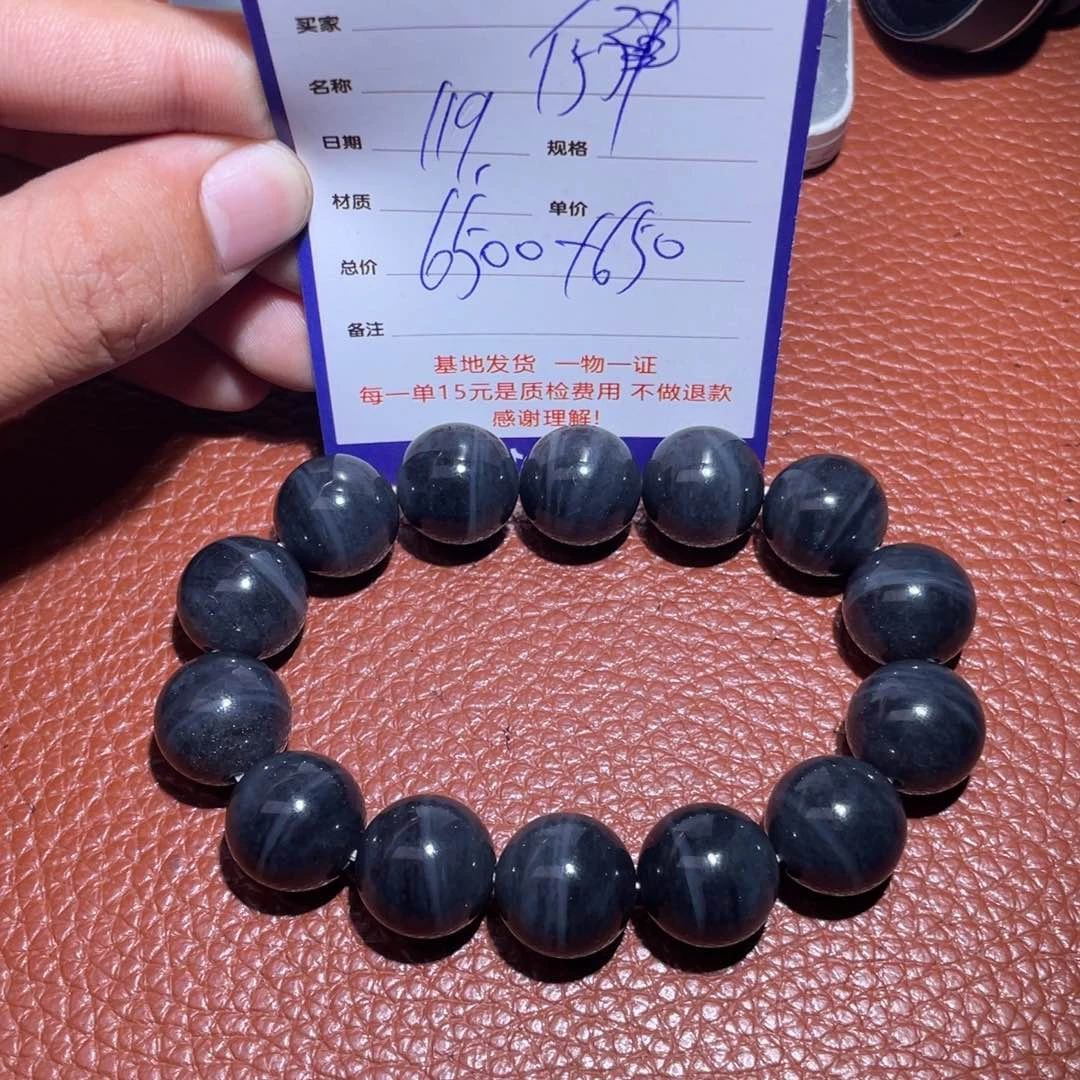 买家
名称
日期 119, 规格
材质 单价
总价 6500+650
备注
基地发货 一物一证
每一单15元是质检费用 不做退款
感谢理解!